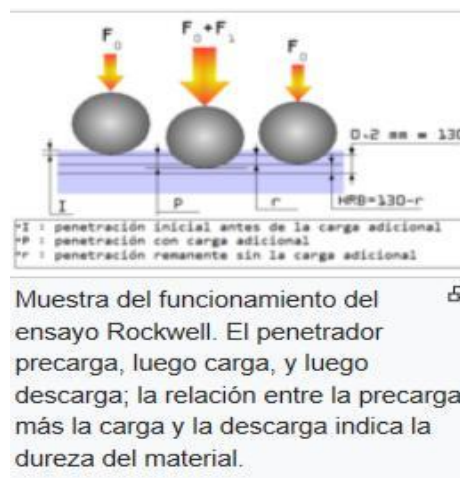 F0
F0+F1
F0
0.2 mm = 130
I
P
r
HRB=130-r
I : penetración inicial antes de la carga adicional
P : penetración con carga adicional
r : penetración remanente sin la carga adicional
Muestra del funcionamiento del
ensayo Rockwell. El penetrador
precarga, luego carga, y luego
descarga; la relación entre la precarga
más la carga y la descarga indica la
dureza del material.